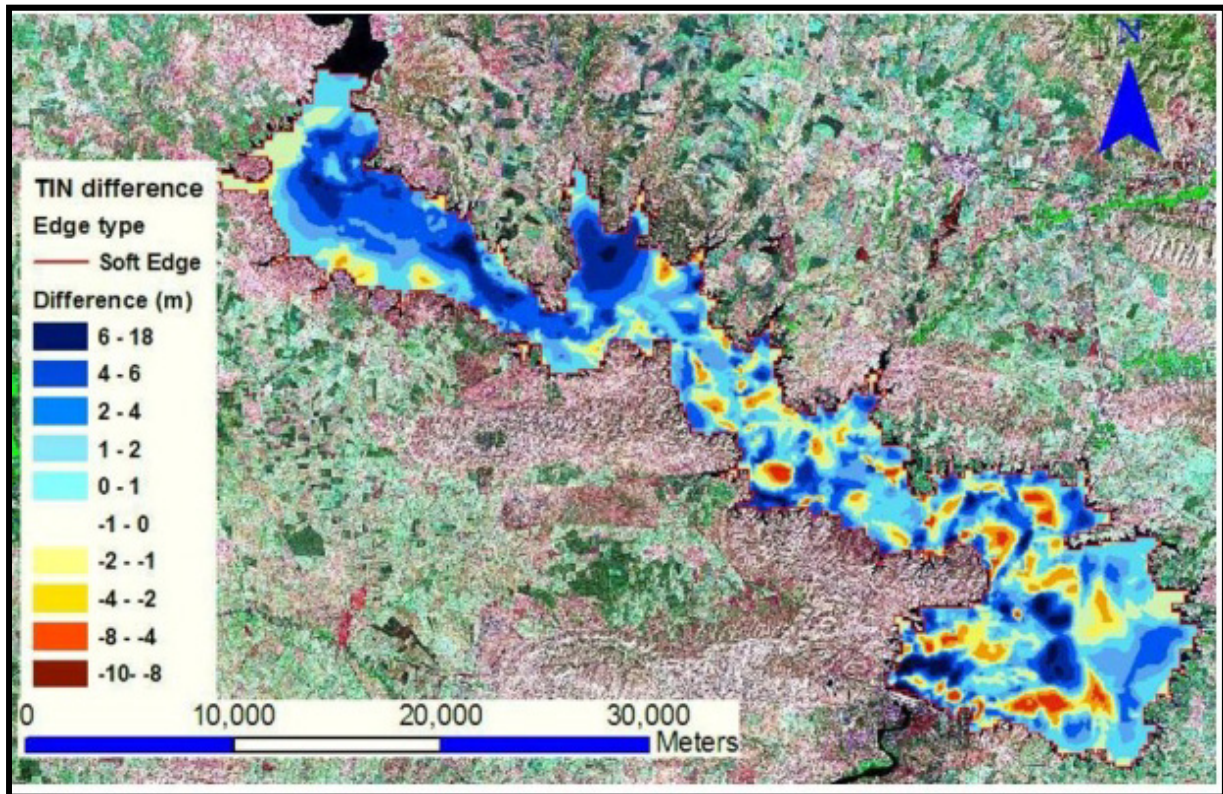 N
TIN difference
Edge type
Soft Edge
Difference (m)
6 - 18
4 - 6
2 - 4
1 - 2
0 - 1
-1 - 0
-2 - -1
-4 - -2
-8 - -4
-10- -8
0 10,000 20,000 30,000
Meters